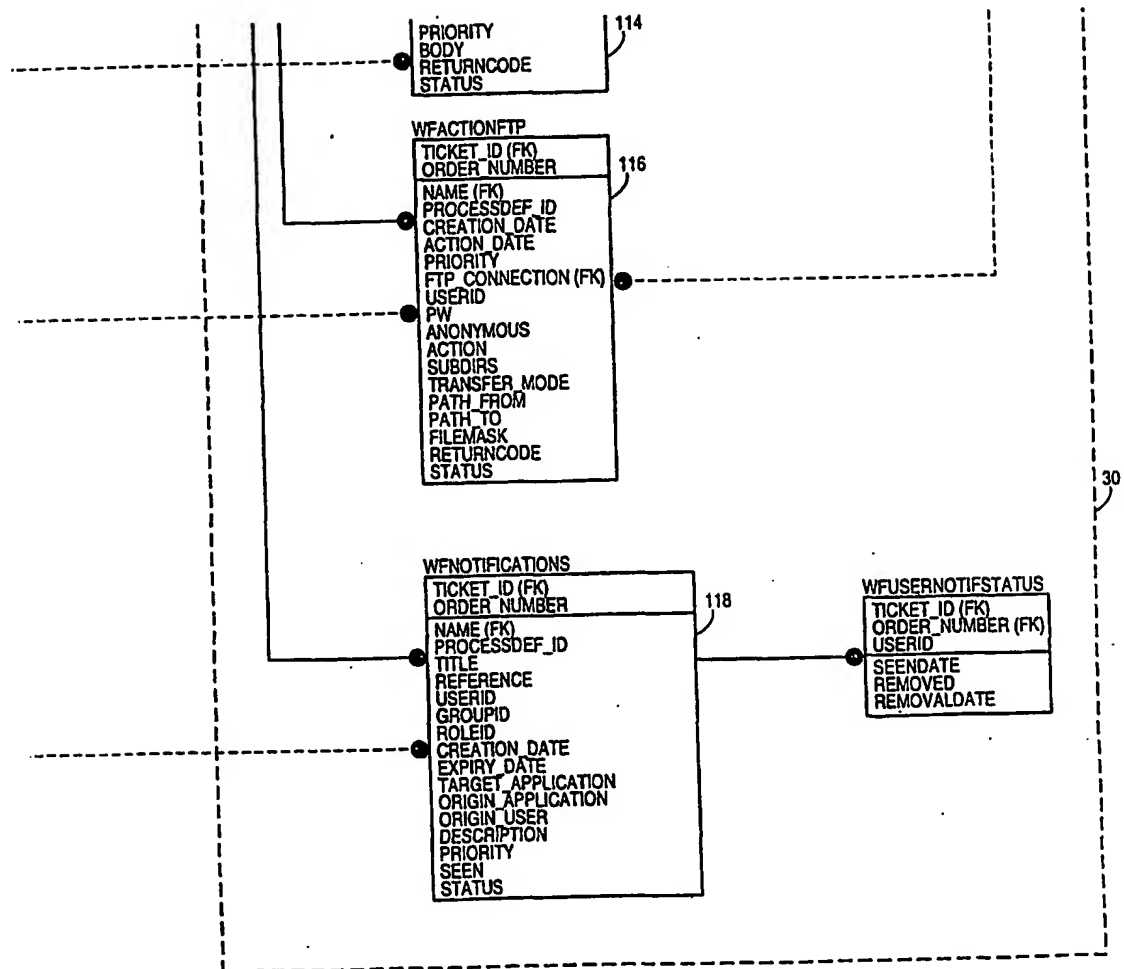 PRIORITY
BODY
RETURNCODE
STATUS
114
WFACTIONFTP
TICKET_ID (FK)
ORDER_NUMBER
116
NAME (FK)
PROCESSDEF_ID
CREATION_DATE
ACTION_DATE
PRIORITY
FTP_CONNECTION (FK)
USERID
PW
ANONYMOUS
ACTION
SUBDIRS
TRANSFER_MODE
PATH_FROM
PATH_TO
FILEMASK
RETURNCODE
STATUS
30
WFNOTIFICATIONS
TICKET_ID (FK)
ORDER_NUMBER
118
NAME (FK)
PROCESSDEF_ID
TITLE
REFERENCE
USERID
GROUPID
ROLEID
CREATION_DATE
EXPIRY_DATE
TARGET_APPLICATION
ORIGIN_APPLICATION
ORIGIN_USER
DESCRIPTION
PRIORITY
SEEN
STATUS
WFUSERNOTIFSTATUS
TICKET_ID (FK)
ORDER_NUMBER (FK)
USERID
SEENDATE
REMOVED
REMOVALDATE